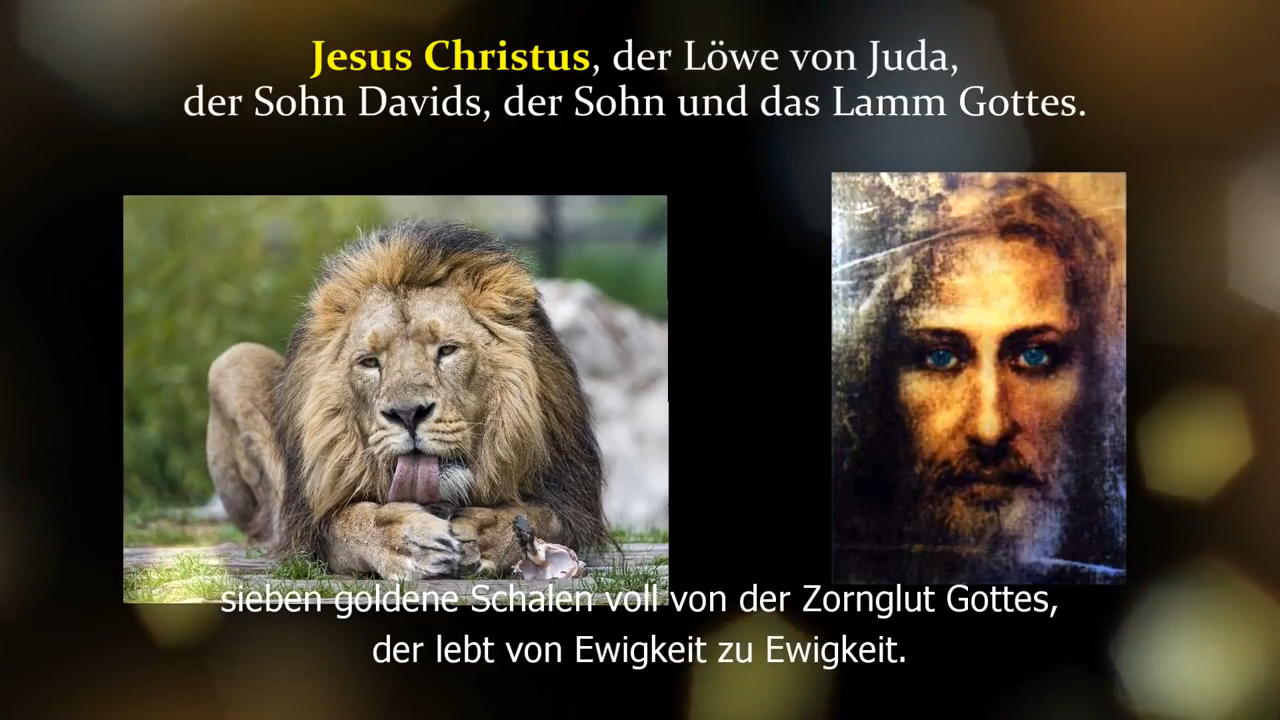 Jesus Christus, der Löwe von Juda,
der Sohn Davids, der Sohn und das Lamm Gottes.
sieben goldene Schalen voll von der Zornglut Gottes,
der lebt von Ewigkeit zu Ewigkeit.